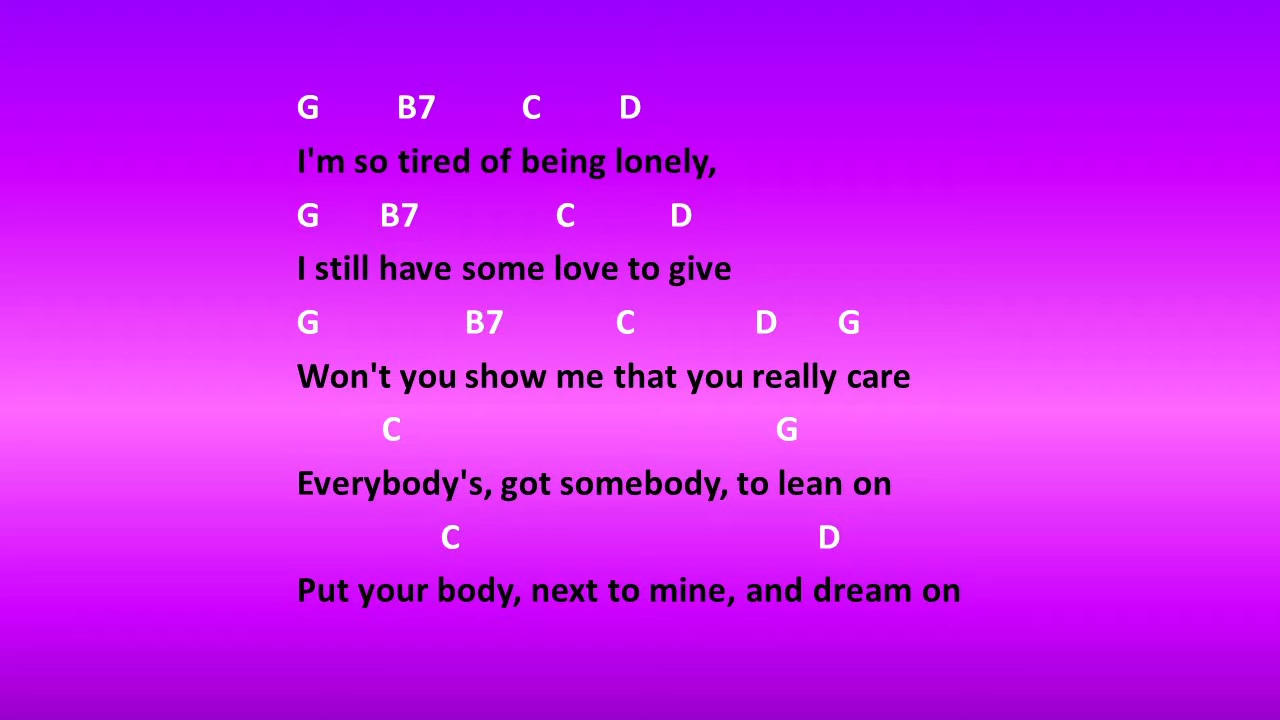 G B7 C D
I'm so tired of being lonely,
G B7 C D
I still have some love to give
G B7 C D G
Won't you show me that you really care
C G
Everybody's, got somebody, to lean on
C D
Put your body, next to mine, and dream on